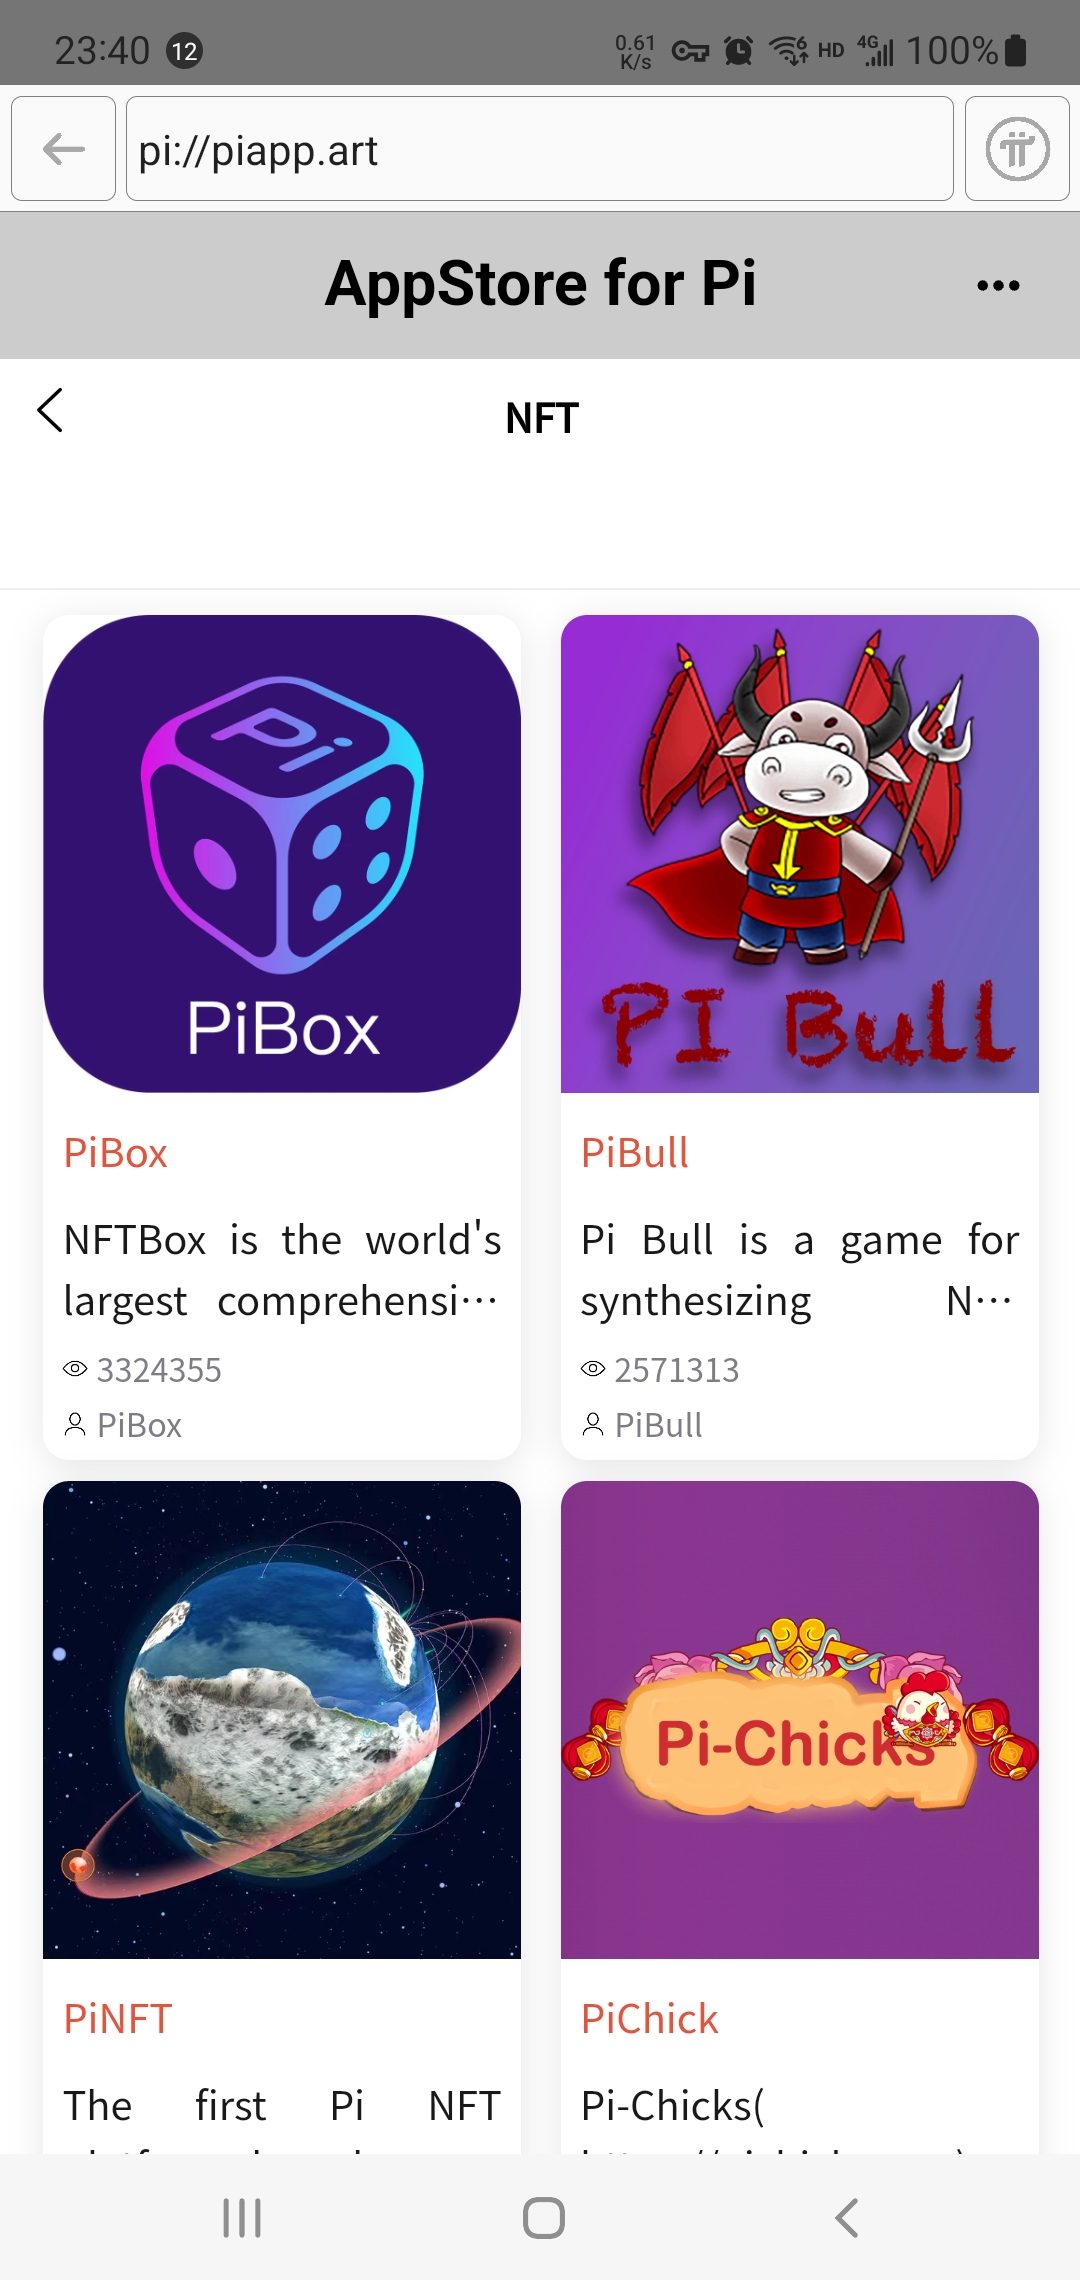 23:40 12 0.61 K/s HD 4G 100%
pi://piapp.art
AppStore for Pi
NFT
Pi
PiBox
PI Bull
PiBox
NFTBox is the world's
largest comprehensi···
3324355
PiBox
PiBull
Pi Bull is a game for
synthesizing N···
2571313
PiBull
Pi-Chicks
PiNFT
The first Pi NFT
PiChick
Pi-Chicks(